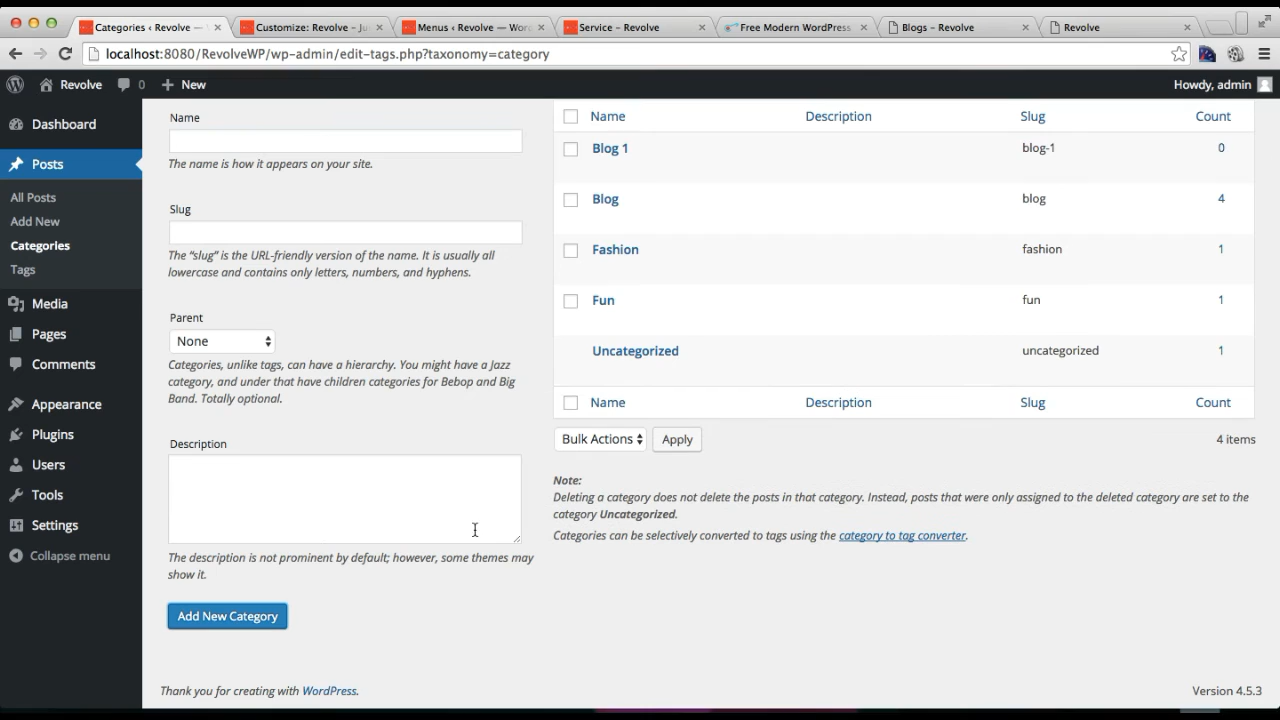 Categories ‹ Revolve —
Customize: Revolve –
Menus ‹ Revolve — Wor
Service – Revolve
Free Modern WordPress
Blogs – Revolve
Revolve
localhost:8080/RevolveWP/wp-admin/edit-tags.php?taxonomy=category
Revolve
0
New
Howdy, admin
Dashboard
Posts
All Posts
Add New
Categories
Tags
Media
Pages
Comments
Appearance
Plugins
Users
Tools
Settings
Collapse menu
Name
The name is how it appears on your site.
Slug
The “slug” is the URL-friendly version of the name. It is usually all
lowercase and contains only letters, numbers, and hyphens.
Parent
None
Categories, unlike tags, can have a hierarchy. You might have a Jazz
category, and under that have children categories for Bebop and Big
Band. Totally optional.
Description
The description is not prominent by default; however, some themes may
show it.
Add New Category
Name Description Slug Count
Blog 1 blog-1 0
Blog blog 4
Fashion fashion 1
Fun fun 1
Uncategorized uncategorized 1
Name Description Slug Count
Bulk Actions Apply 4 items
Note:
Deleting a category does not delete the posts in that category. Instead, posts that were only assigned to the deleted category are set to the
category Uncategorized.
Categories can be selectively converted to tags using the category to tag converter.
Thank you for creating with WordPress.
Version 4.5.3